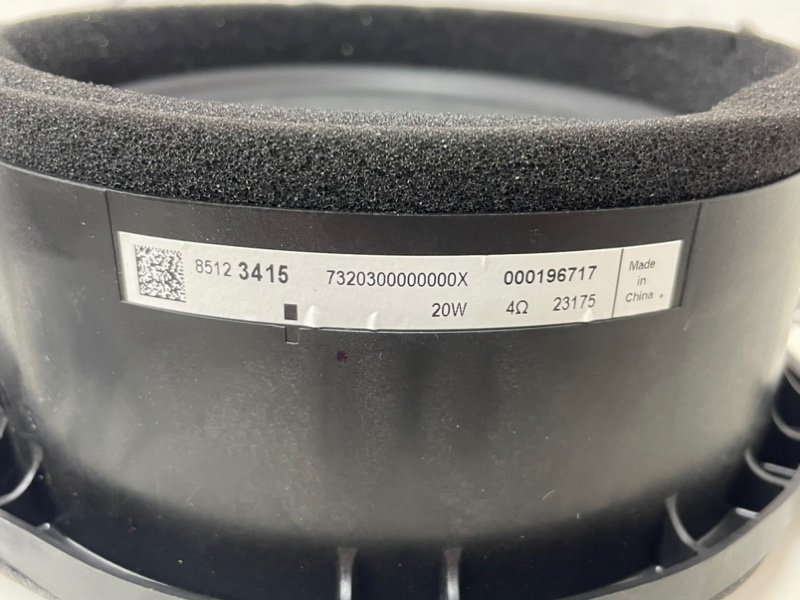 8512 3415 7320300000000X 000196717
20W 4Ω 23175
Made
in
China